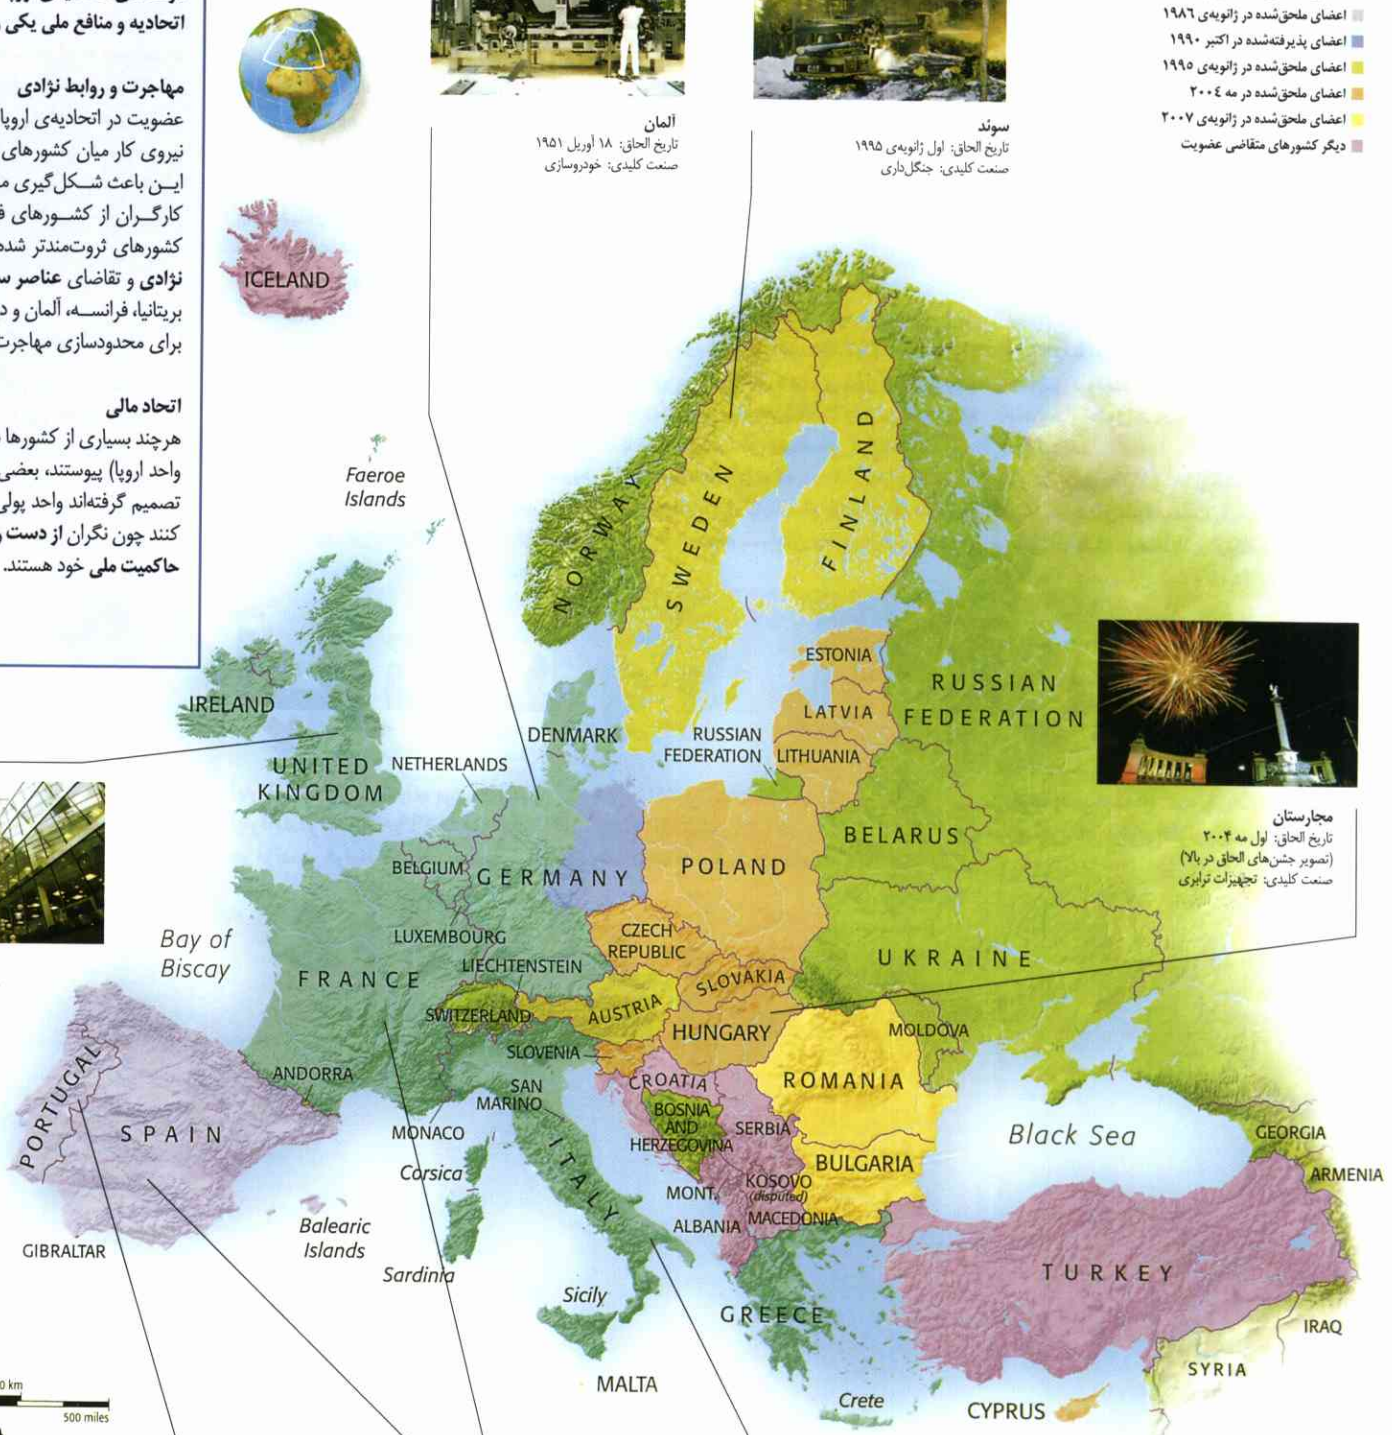 اتحادیه و منافع ملی یکی
مهاجرت و روابط نژادی
عضویت در اتحادیه‌ی اروپا
نیروی کار میان کشورهای
این باعث شکل‌گیری
کارگران از کشورهای
کشورهای ثروت‌مندتر شده
نژادی و تقاضای عناصر
بریتانیا، فرانسه، آلمان و
برای محدودسازی مهاجرت
اتحاد مالی
هرچند بسیاری از کشورها
واحد اروپا) پیوستند، بعضی
تصمیم گرفته‌اند واحد پولی
کنند چون نگران از دست
حاکمیت ملی خود هستند.
آلمان
تاریخ الحاق: ۱۸ آوریل ۱۹۵۱
صنعت کلیدی: خودروسازی
سوئد
تاریخ الحاق: اول ژانویه‌ی ۱۹۹۵
صنعت کلیدی: جنگل‌داری
اعضای ملحق‌شده در ژانویه‌ی ۱۹۸۶
اعضای پذیرفته‌شده در اکتبر ۱۹۹۰
اعضای ملحق‌شده در ژانویه‌ی ۱۹۹۵
اعضای ملحق‌شده در مه ۲۰۰۴
اعضای ملحق‌شده در ژانویه‌ی ۲۰۰۷
دیگر کشورهای متقاضی عضویت
ICELAND
Faeroe
Islands
NORWAY
SWEDEN
FINLAND
ESTONIA
LATVIA
LITHUANIA
RUSSIAN
FEDERATION
RUSSIAN
FEDERATION
IRELAND
UNITED
KINGDOM
DENMARK
NETHERLANDS
BELGIUM
GERMANY
POLAND
BELARUS
مجارستان
تاریخ الحاق: اول مه ۲۰۰۴
(تصویر جشن‌های الحاق در بالا)
صنعت کلیدی: تجهیزات ترابری
LUXEMBOURG
LIECHTENSTEIN
CZECH
REPUBLIC
SLOVAKIA
UKRAINE
Bay of
Biscay
FRANCE
SWITZERLAND
AUSTRIA
HUNGARY
MOLDOVA
SLOVENIA
CROATIA
ROMANIA
ANDORRA
SAN
MARINO
MONACO
BOSNIA
AND
HERZEGOVINA
SERBIA
Black Sea
GEORGIA
ARMENIA
PORTUGAL
SPAIN
Corsica
ITALY
MONT.
KOSOVO
(disputed)
BULGARIA
ALBANIA
MACEDONIA
GIBRALTAR
Balearic
Islands
Sardinia
Sicily
GREECE
TURKEY
IRAQ
SYRIA
MALTA
Crete
CYPRUS
0 km
500 miles